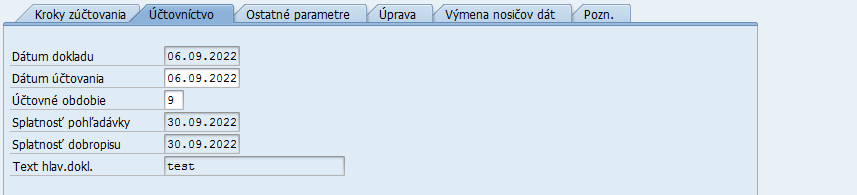 Kroky zúčtovania Účtovníctvo Ostatné parametre Úprava Výmena nosičov dát Pozn.
Dátum dokladu 06.09.2022
Dátum účtovania 06.09.2022
Účtovné obdobie 9
Splatnosť pohľadávky 30.09.2022
Splatnosť dobropisu 30.09.2022
Text hlav.dokl. test